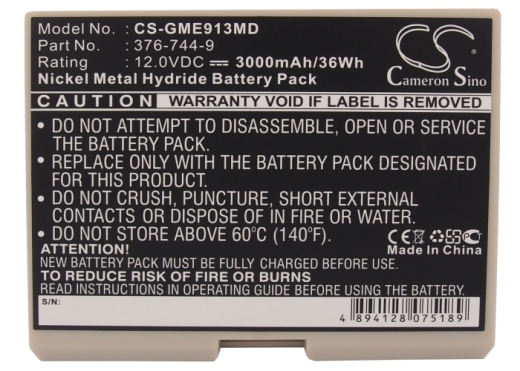 Model No. : CS-GME913MD
Part No. : 376-744-9
Rating : 12.0VDC ⎓ 3000mAh/36Wh
Nickel Metal Hydride Battery Pack
CS
Cameron Sino
CAUTION WARRANTY VOID IF LABEL IS REMOVED
• DO NOT ATTEMPT TO DISASSEMBLE, OPEN OR SERVICE
THE BATTERY PACK.
• REPLACE ONLY WITH THE BATTERY PACK DESIGNATED
FOR THIS PRODUCT.
• DO NOT CRUSH, PUNCTURE, SHORT EXTERNAL
CONTACTS OR DISPOSE OF IN FIRE OR WATER.
• DO NOT STORE ABOVE 60°C (140°F).
CE
Made In China
ATTENTION!
NEW BATTERY PACK MUST BE FULLY CHARGED BEFORE USE.
TO REDUCE RISK OF FIRE OR BURNS
READ INSTRUCTIONS IN OPERATING GUIDE BEFORE USING THE BATTERY.
S/N:
4 894128 075189